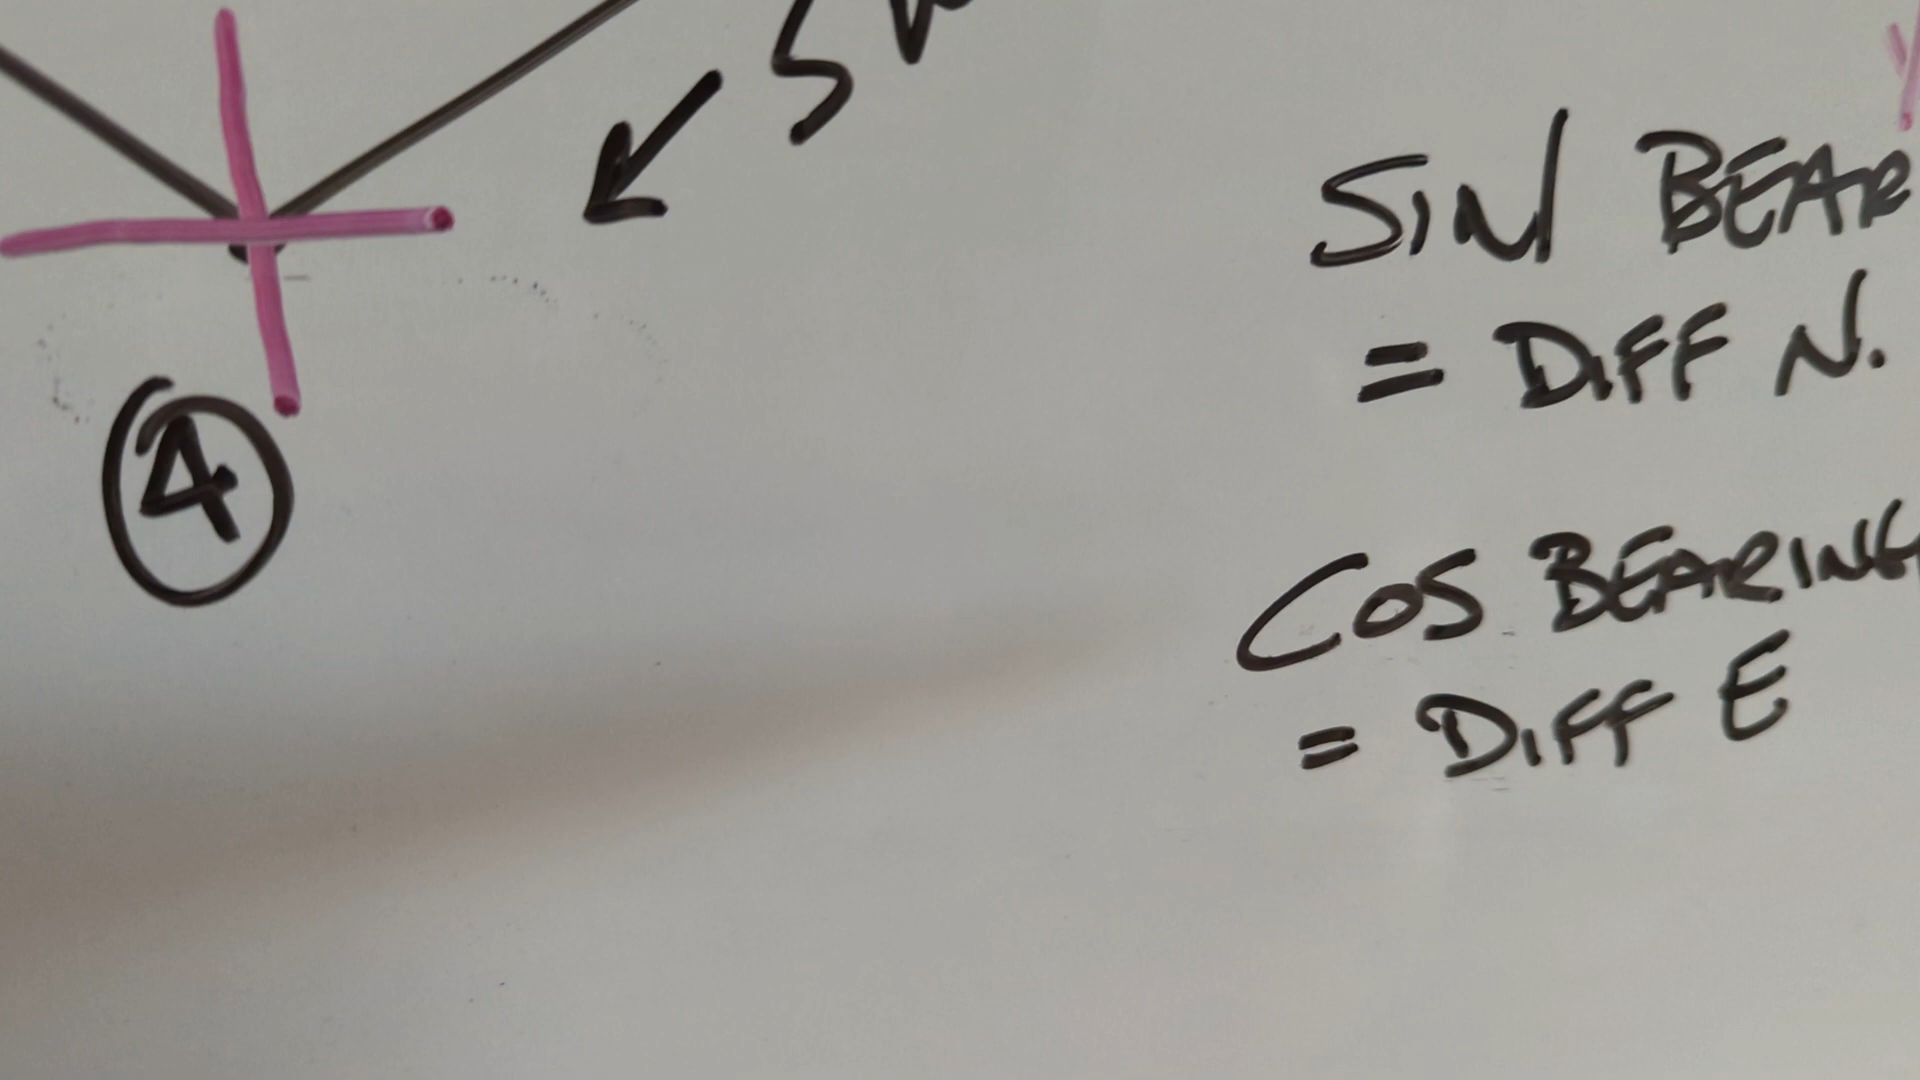 SIN BEAR
= DIFF N.
COS BEARING
= DIFF E
4